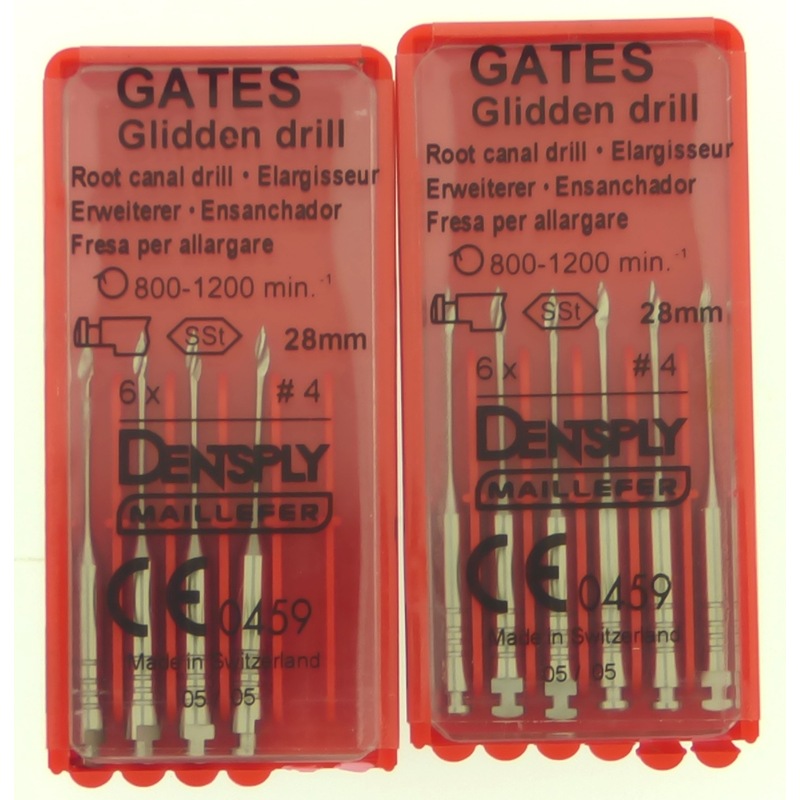 GATES
Glidden drill
Root canal drill • Elargisseur
Erweiterer • Ensanchador
Fresa per allargare
800-1200 min.⁻¹
SSt
28mm
6 x # 4
DENTSPLY
MAILLEFER
CE 0459
Made in Switzerland
05 / 05
GATES
Glidden drill
Root canal drill • Elargisseur
Erweiterer • Ensanchador
Fresa per allargare
800-1200 min.⁻¹
SSt
28mm
6 x # 4
DENTSPLY
MAILLEFER
CE 0459
Made in Switzerland
05 / 05